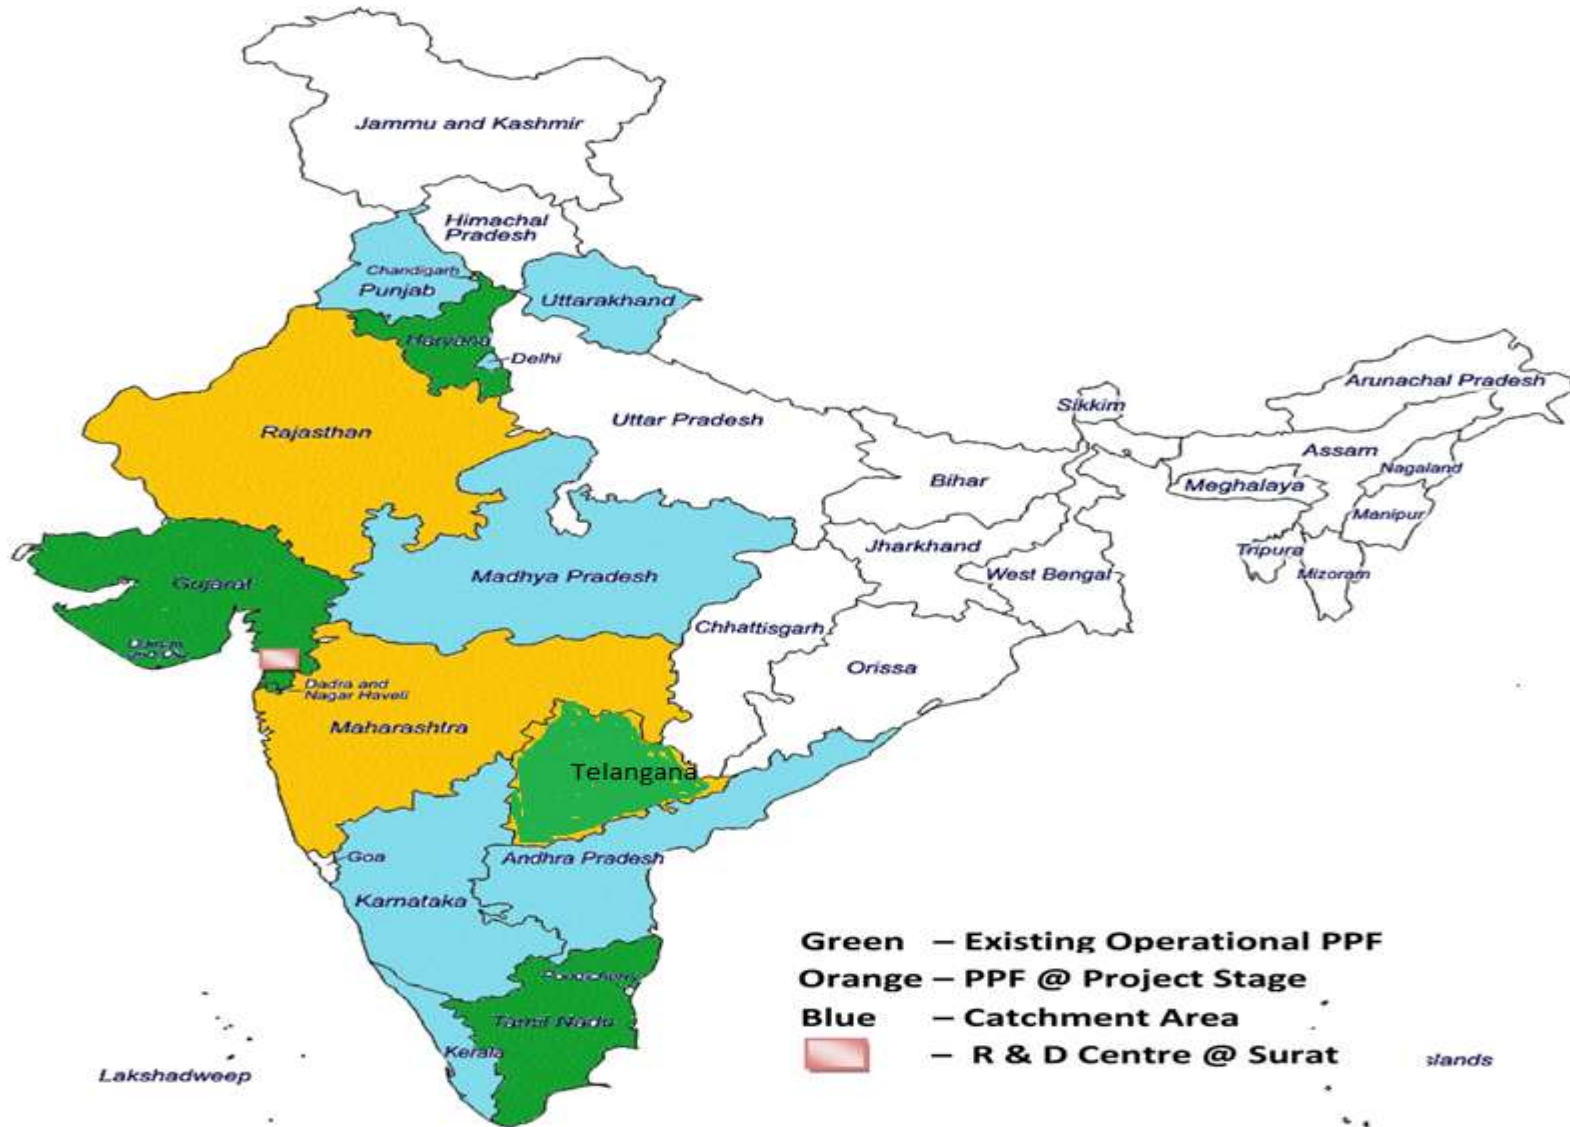 Jammu and Kashmir
Himachal
Pradesh
Chandigarh
Punjab
Uttarakhand
Haryana
Delhi
Rajasthan
Uttar Pradesh
Sikkim
Arunachal Pradesh
Assam
Nagaland
Meghalaya
Manipur
Bihar
Jharkhand
Tripura
Mizoram
West Bengal
Gujarat
Madhya Pradesh
Chhattisgarh
Orissa
Dadra and
Nagar Haveli
Maharashtra
Telangana
Goa
Andhra Pradesh
Karnataka
Tamil Nadu
Kerala
Lakshadweep
Green – Existing Operational PPF
Orange – PPF @ Project Stage
Blue – Catchment Area
– R & D Centre @ Surat
slands